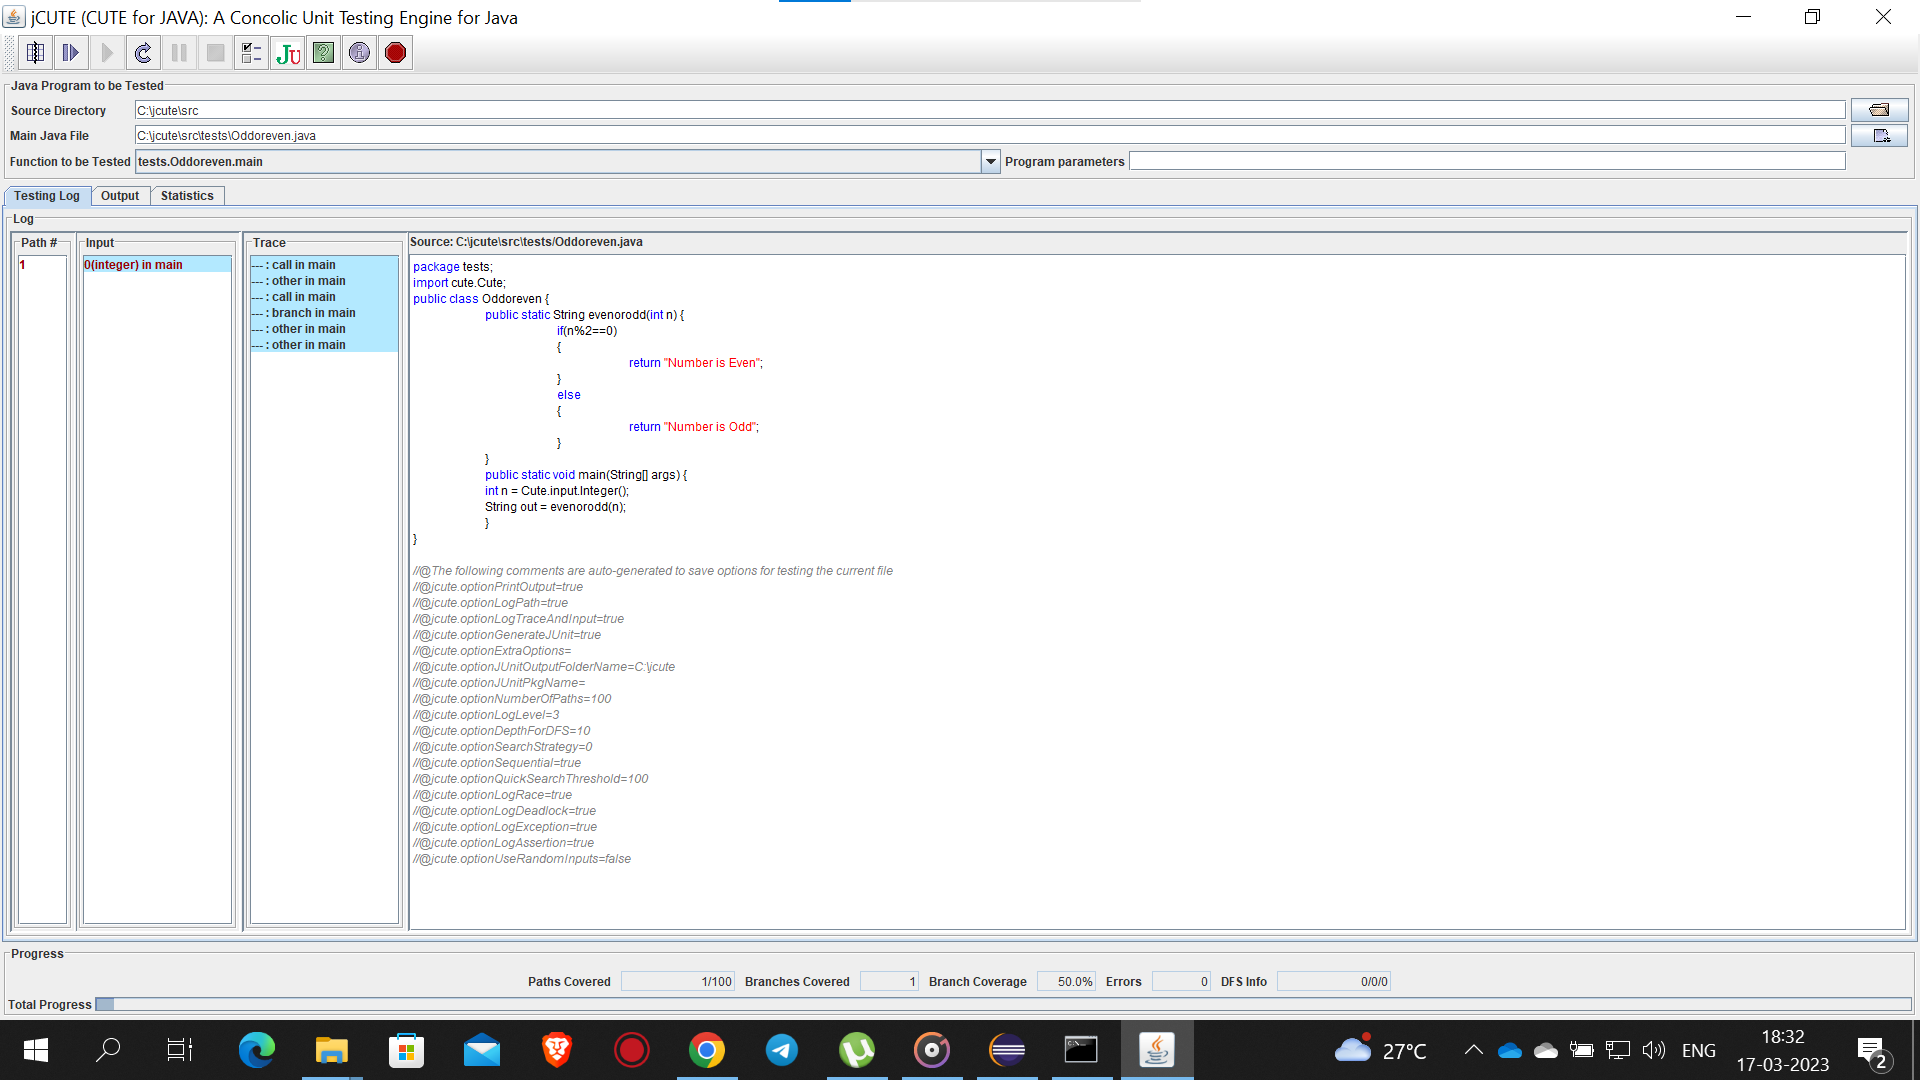 jCUTE (CUTE for JAVA): A Concolic Unit Testing Engine for Java
JU
?
Java Program to be Tested
Source Directory C:\jcute\src
Main Java File C:\jcute\src\tests\Oddoreven.java
Function to be Tested tests.Oddoreven.main Program parameters
Testing Log Output Statistics
Log
Path # Input Trace Source: C:\jcute\src\tests/Oddoreven.java
1 0(integer) in main
--- : call in main
--- : other in main
--- : call in main
--- : branch in main
--- : other in main
--- : other in main
package tests;
import cute.Cute;
public class Oddoreven {
public static String evenorodd(int n) {
if(n%2==0)
{
return "Number is Even";
}
else
{
return "Number is Odd";
}
}
public static void main(String[] args) {
int n = Cute.input.Integer();
String out = evenorodd(n);
}
}
//@The following comments are auto-generated to save options for testing the current file
//@jcute.optionPrintOutput=true
//@jcute.optionLogPath=true
//@jcute.optionLogTraceAndInput=true
//@jcute.optionGenerateJUnit=true
//@jcute.optionExtraOptions=
//@jcute.optionJUnitOutputFolderName=C:\jcute
//@jcute.optionJUnitPkgName=
//@jcute.optionNumberOfPaths=100
//@jcute.optionLogLevel=3
//@jcute.optionDepthForDFS=10
//@jcute.optionSearchStrategy=0
//@jcute.optionSequential=true
//@jcute.optionQuickSearchThreshold=100
//@jcute.optionLogRace=true
//@jcute.optionLogDeadlock=true
//@jcute.optionLogException=true
//@jcute.optionLogAssertion=true
//@jcute.optionUseRandomInputs=false
Progress
Paths Covered 1/100 Branches Covered 1 Branch Coverage 50.0% Errors 0 DFS Info 0/0/0
Total Progress
27°C
ENG
18:32
17-03-2023
2